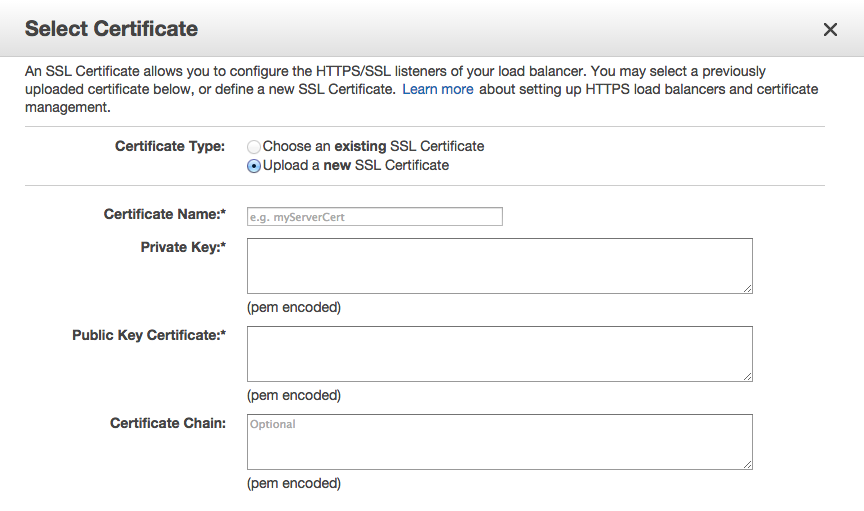 Select Certificate
An SSL Certificate allows you to configure the HTTPS/SSL listeners of your load balancer. You may select a previously
uploaded certificate below, or define a new SSL Certificate. Learn more about setting up HTTPS load balancers and certificate
management.
Certificate Type:
Choose an existing SSL Certificate
Upload a new SSL Certificate
Certificate Name:*
e.g. myServerCert
Private Key:*
(pem encoded)
Public Key Certificate:*
(pem encoded)
Certificate Chain:
Optional
(pem encoded)